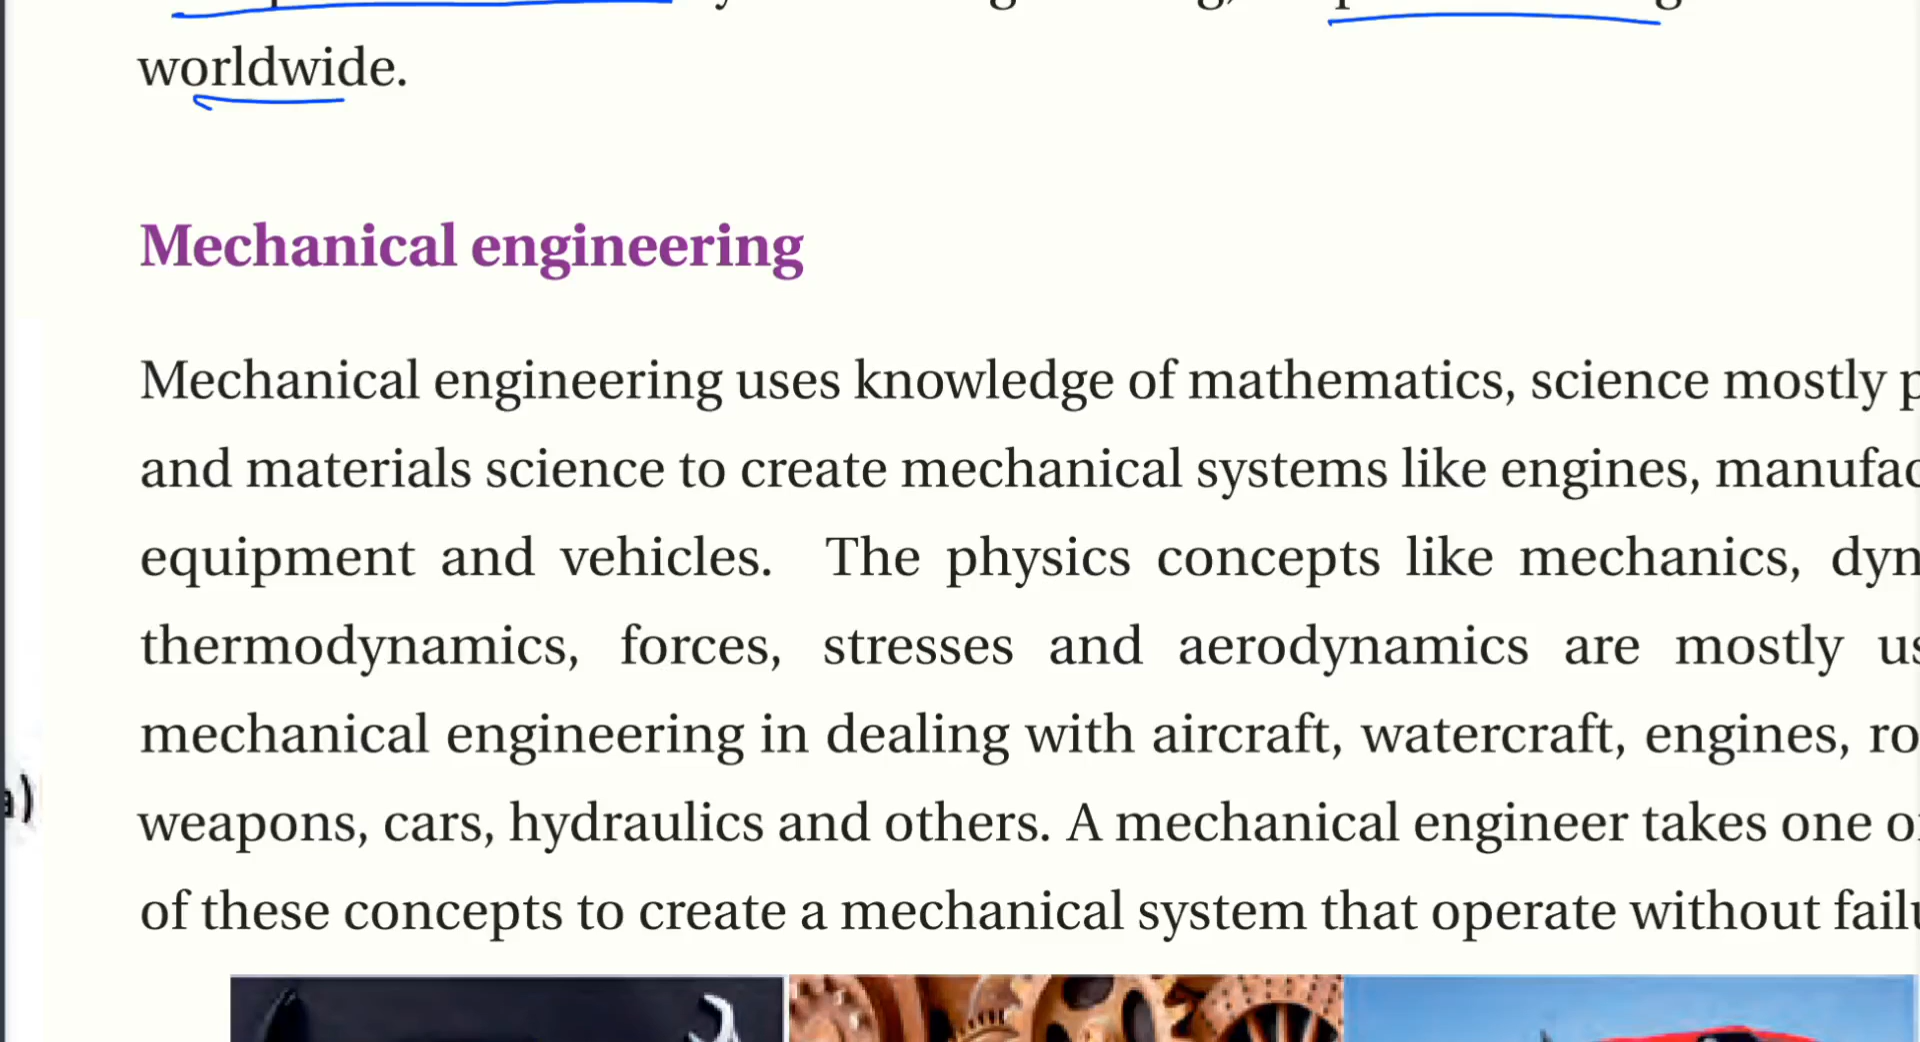 worldwide.
Mechanical engineering
Mechanical engineering uses knowledge of mathematics, science mostly
and materials science to create mechanical systems like engines,
equipment and vehicles. The physics concepts like mechanics,
thermodynamics, forces, stresses and aerodynamics are mostly
mechanical engineering in dealing with aircraft, watercraft, engines,
weapons, cars, hydraulics and others. A mechanical engineer takes one
of these concepts to create a mechanical system that operate without